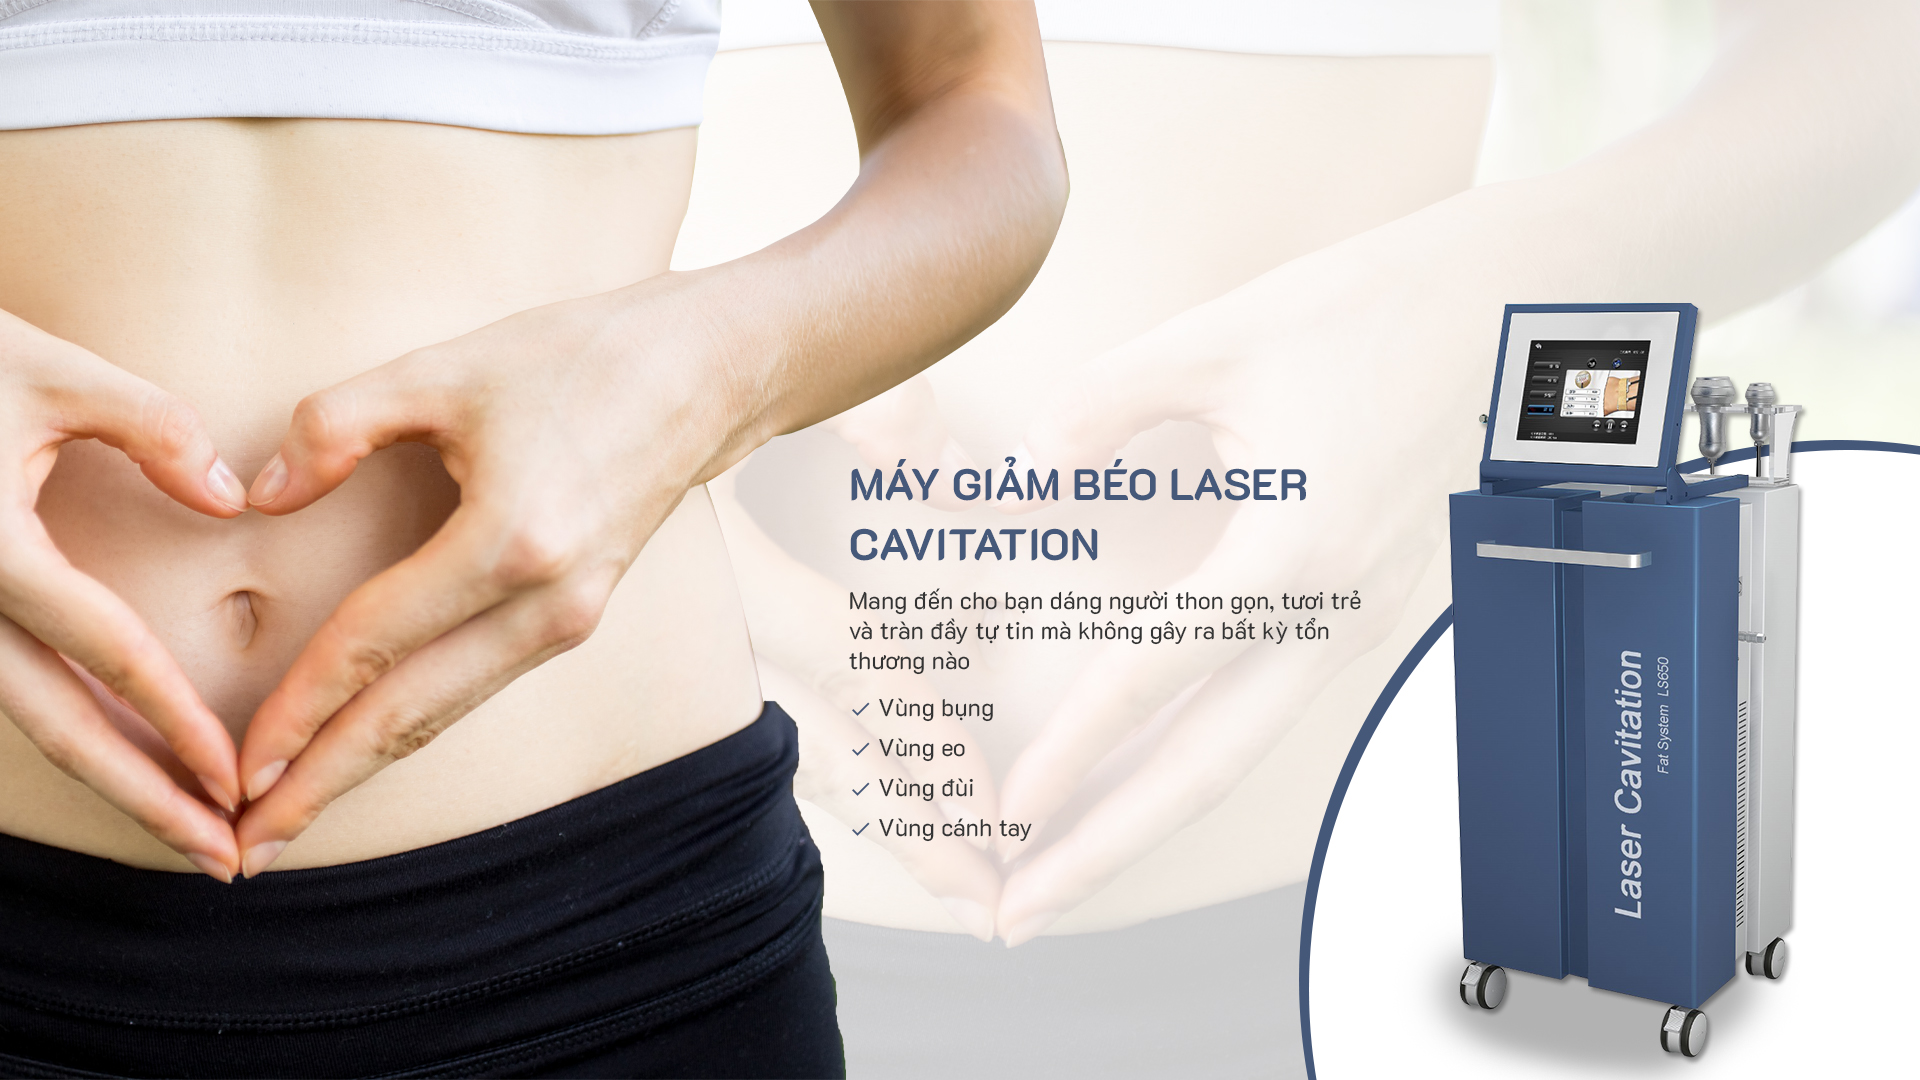 MÁY GIẢM BÉO LASER
CAVITATION
Mang đến cho bạn dáng người thon gọn, tươi trẻ
và tràn đầy tự tin mà không gây ra bất kỳ tổn
thương nào
Vùng bụng
Vùng eo
Vùng đùi
Vùng cánh tay
Laser Cavitation
Fat System LS650